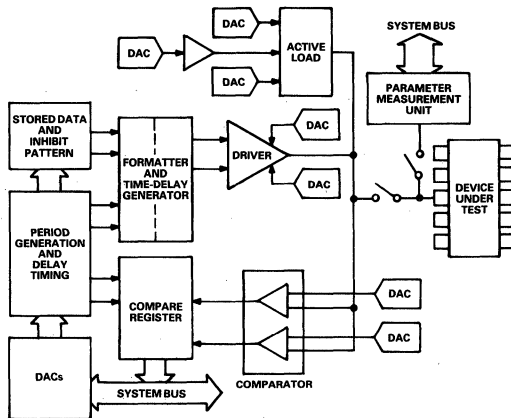 SYSTEM BUS
DAC
DAC
ACTIVE
LOAD
DAC
PARAMETER
MEASUREMENT
UNIT
STORED DATA
AND
INHIBIT
PATTERN
FORMATTER
AND
TIME-DELAY
GENERATOR
DRIVER
DAC
DAC
DEVICE
UNDER
TEST
PERIOD
GENERATION
AND
DELAY
TIMING
COMPARE
REGISTER
DAC
DAC
DACs
SYSTEM BUS
COMPARATOR